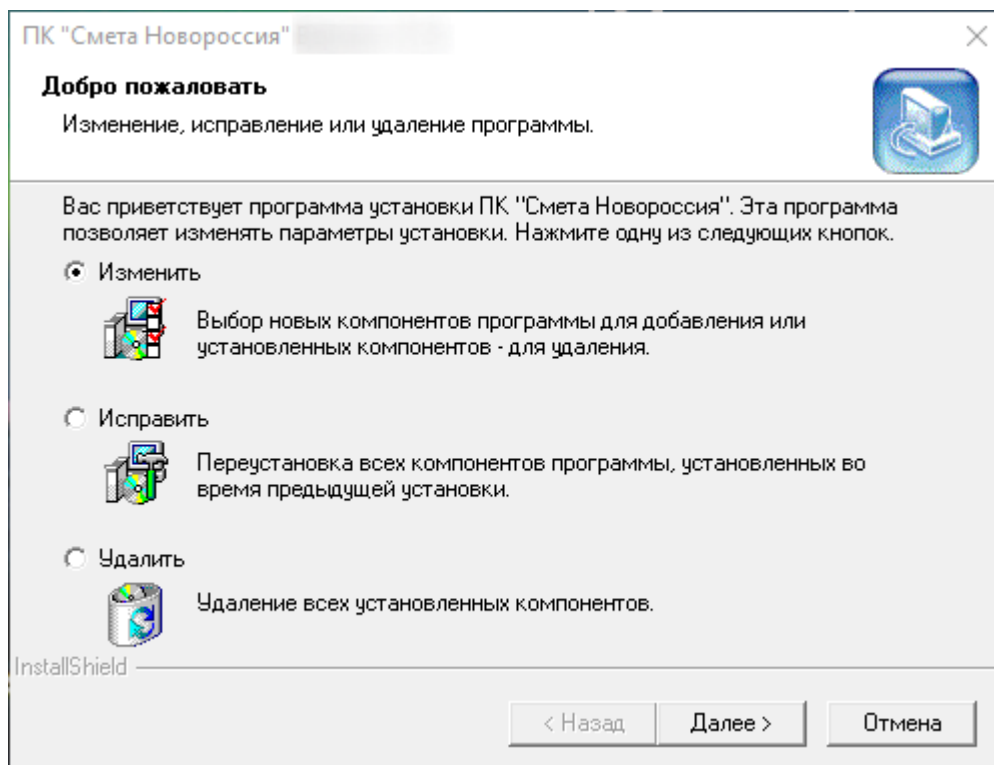 ПК "Смета Новороссия"
Добро пожаловать
Изменение, исправление или удаление программы.
Вас приветствует программа установки ПК "Смета Новороссия". Эта программа
позволяет изменять параметры установки. Нажмите одну из следующих кнопок.
Изменить
Выбор новых компонентов программы для добавления или
установленных компонентов - для удаления.
Исправить
Переустановка всех компонентов программы, установленных во
время предыдущей установки.
Удалить
Удаление всех установленных компонентов.
InstallShield
< Назад
Далее >
Отмена